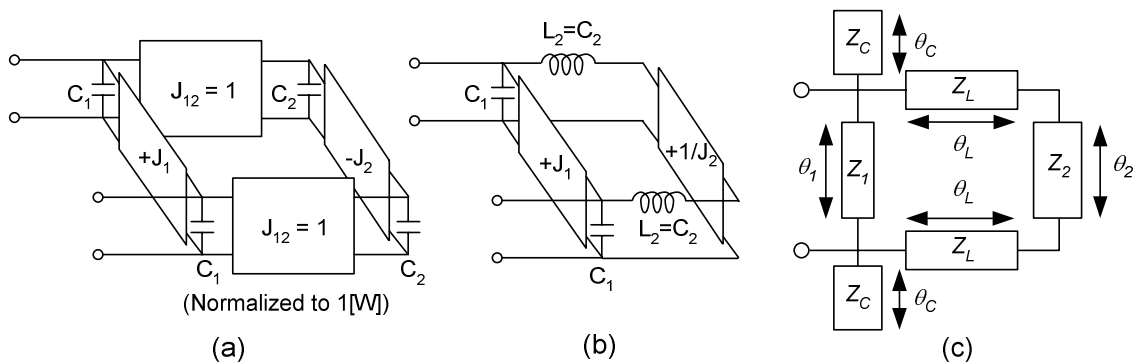 C1
J12 = 1
C2
+J1
-J2
J12 = 1
C1
C2
(Normalized to 1[W])
(a)
L2=C2
C1
+J1
+1/J2
L2=C2
C1
(b)
ZC
θC
ZL
θL
θ1
Z1
Z2
θ2
θL
ZL
ZC
θC
(c)